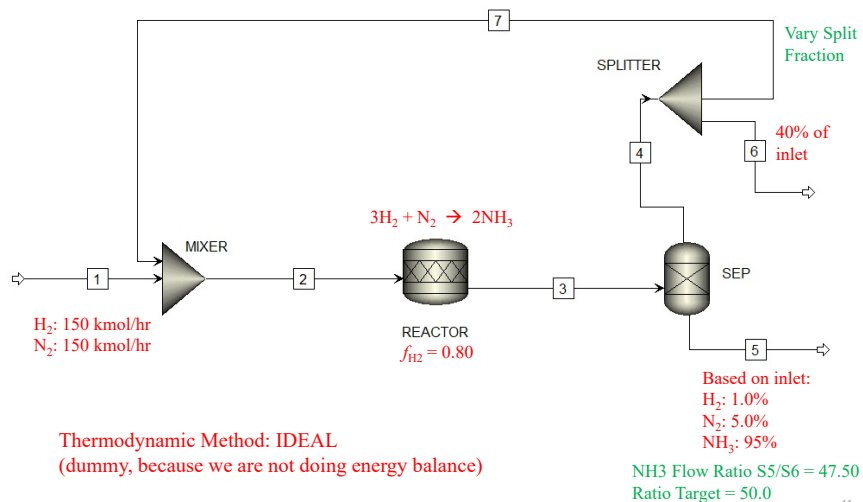 7
Vary Split
Fraction
SPLITTER
4
6
40% of
inlet
3H₂ + N₂ → 2NH₃
MIXER
SEP
1
2
3
H₂: 150 kmol/hr
N₂: 150 kmol/hr
REACTOR
f_H2 = 0.80
5
Based on inlet:
H₂: 1.0%
N₂: 5.0%
NH₃: 95%
Thermodynamic Method: IDEAL
(dummy, because we are not doing energy balance)
NH3 Flow Ratio S5/S6 = 47.50
Ratio Target = 50.0